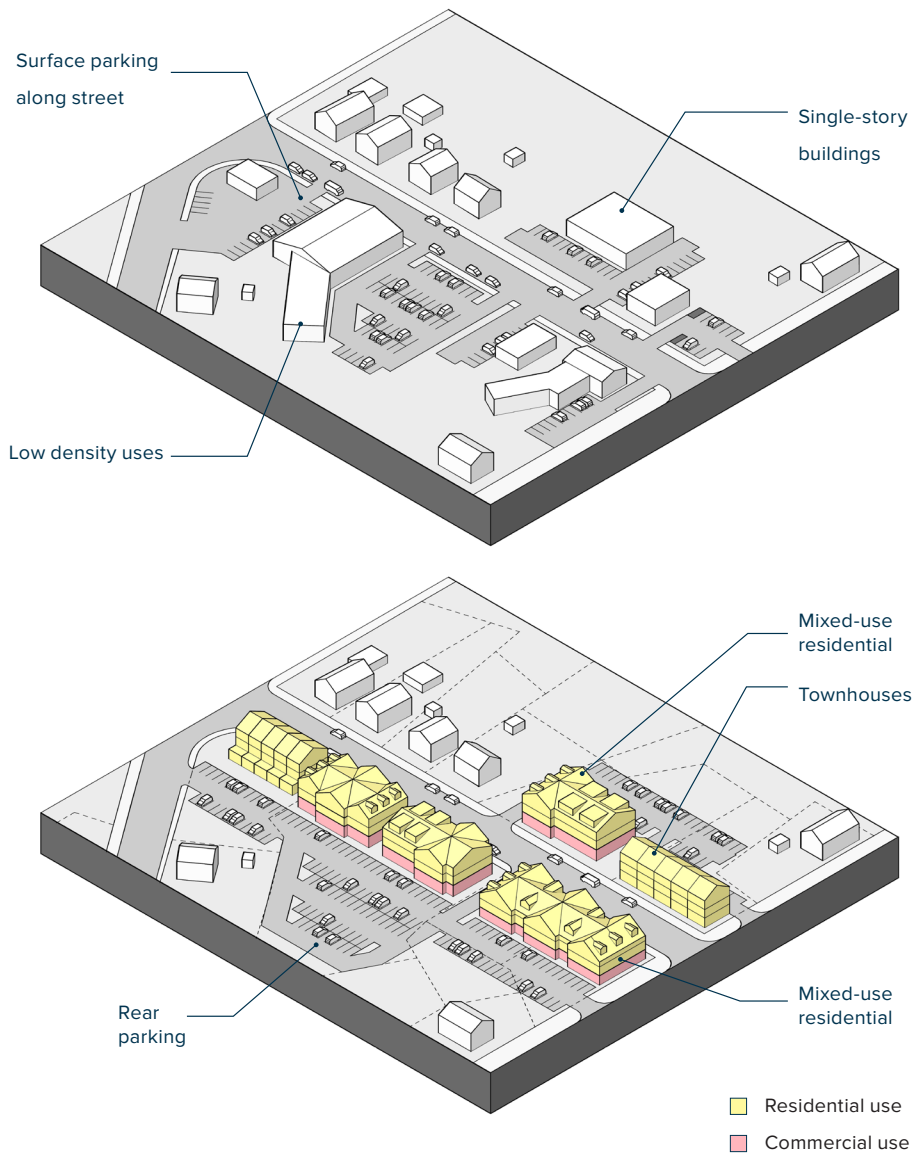 Surface parking
along street
Single-story
buildings
Low density uses
Mixed-use
residential
Townhouses
Rear
parking
Mixed-use
residential
Residential use
Commercial use